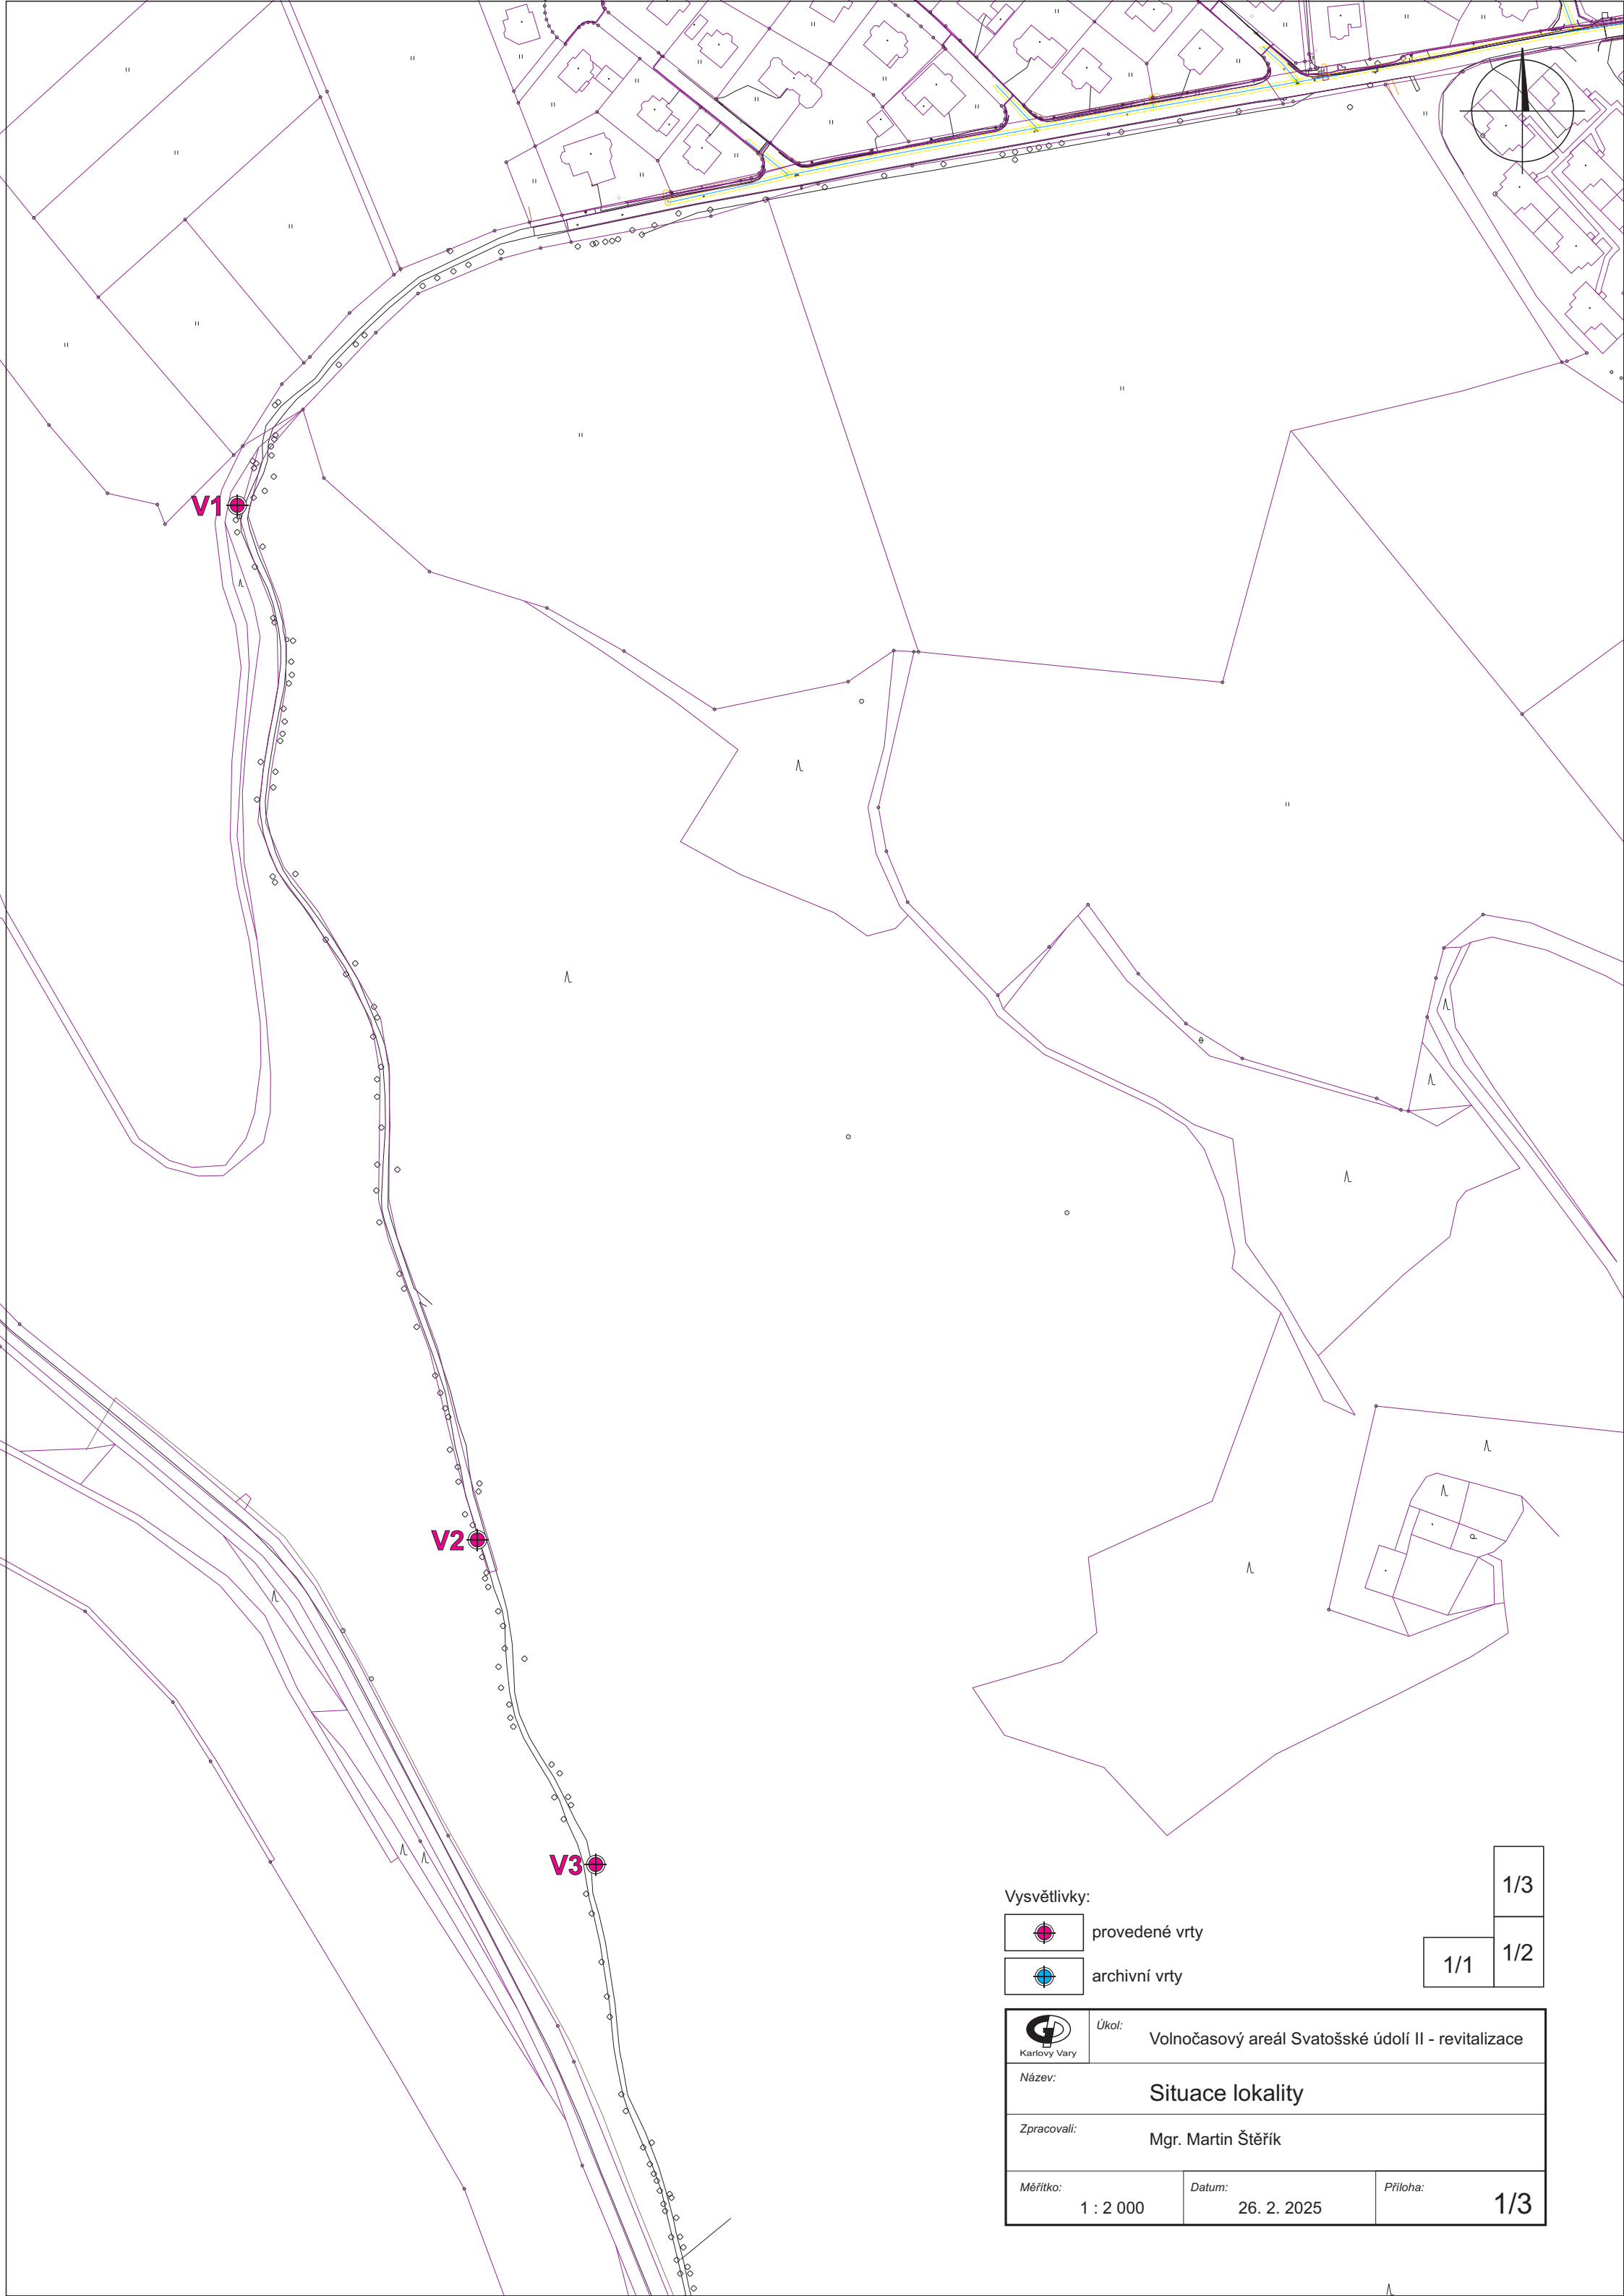 V1
V2
V3
Vysvětlivky:
provedené vrty
archivní vrty
1/3
1/2
1/1
Karlovy Vary
Úkol:
Volnočasový areál Svatošské údolí II - revitalizace
Název:
Situace lokality
Zpracovali:
Mgr. Martin Štěřík
Měřítko:
1 : 2 000
Datum:
26. 2. 2025
Příloha:
1/3